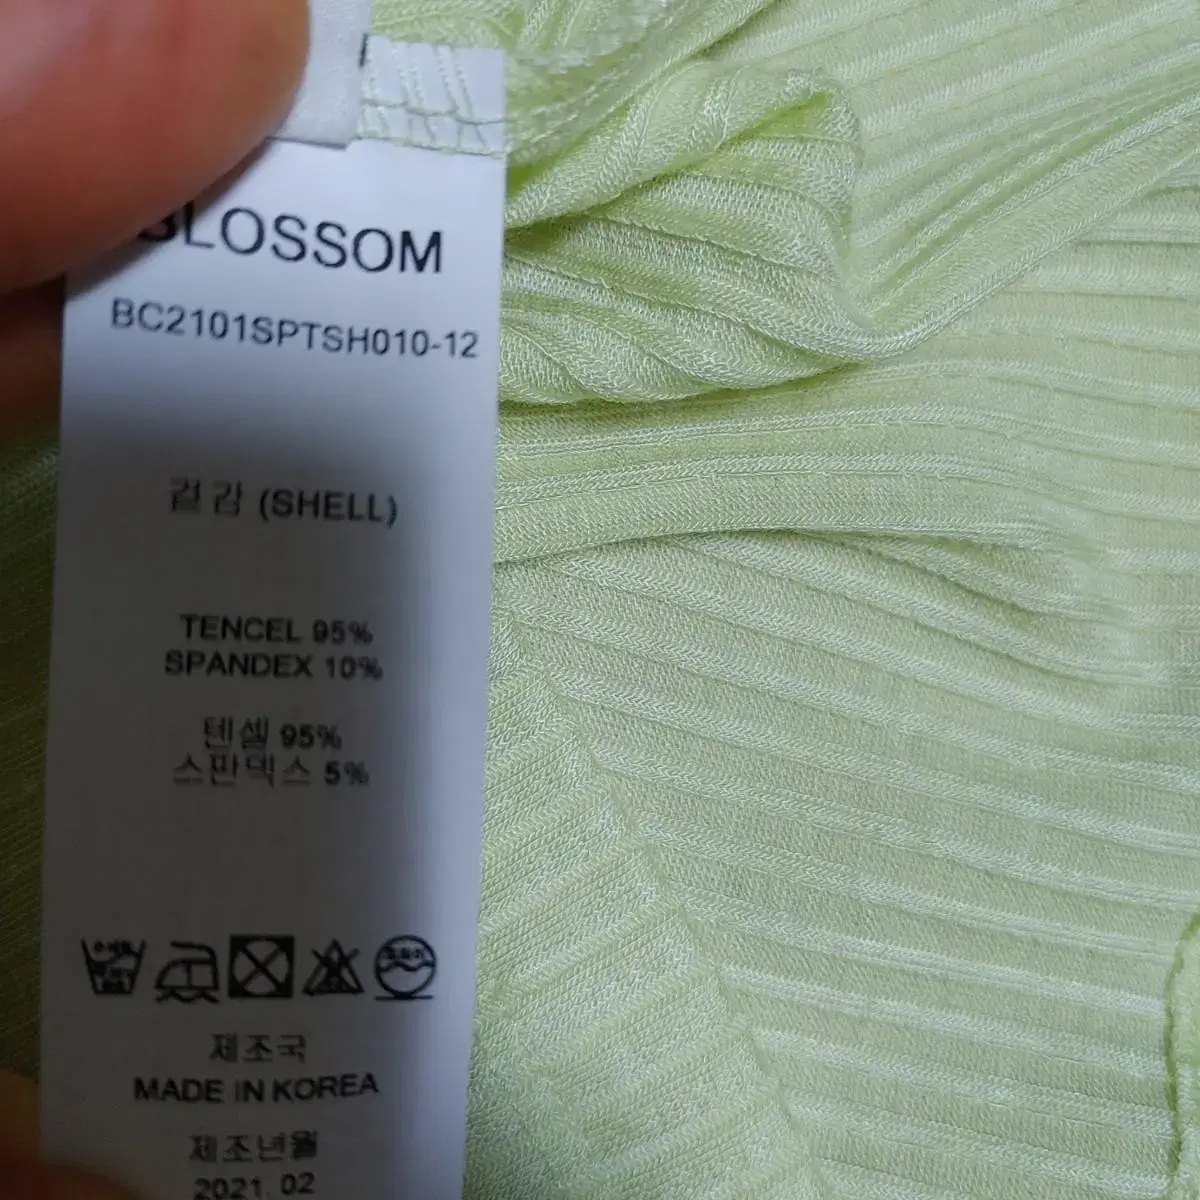 BLOSSOM
BC2101SPTSH010-12
겉감 (SHELL)
TENCEL 95%
SPANDEX 10%
텐셀 95%
스판덱스 5%
제조국
MADE IN KOREA
제조년월
2021. 02